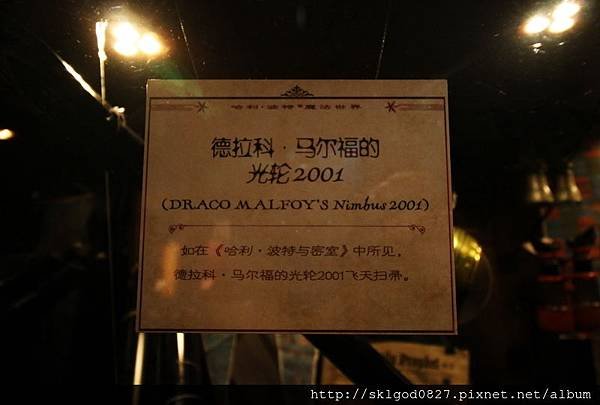 哈利·波特®魔法世界
德拉科·马尔福的
光轮2001
(DRACO MALFOY'S Nimbus 2001)
如在《哈利·波特与密室》中所见,
德拉科·马尔福的光轮2001飞天扫帚。
Prophet
http://sklgod0827.pixnet.net/album